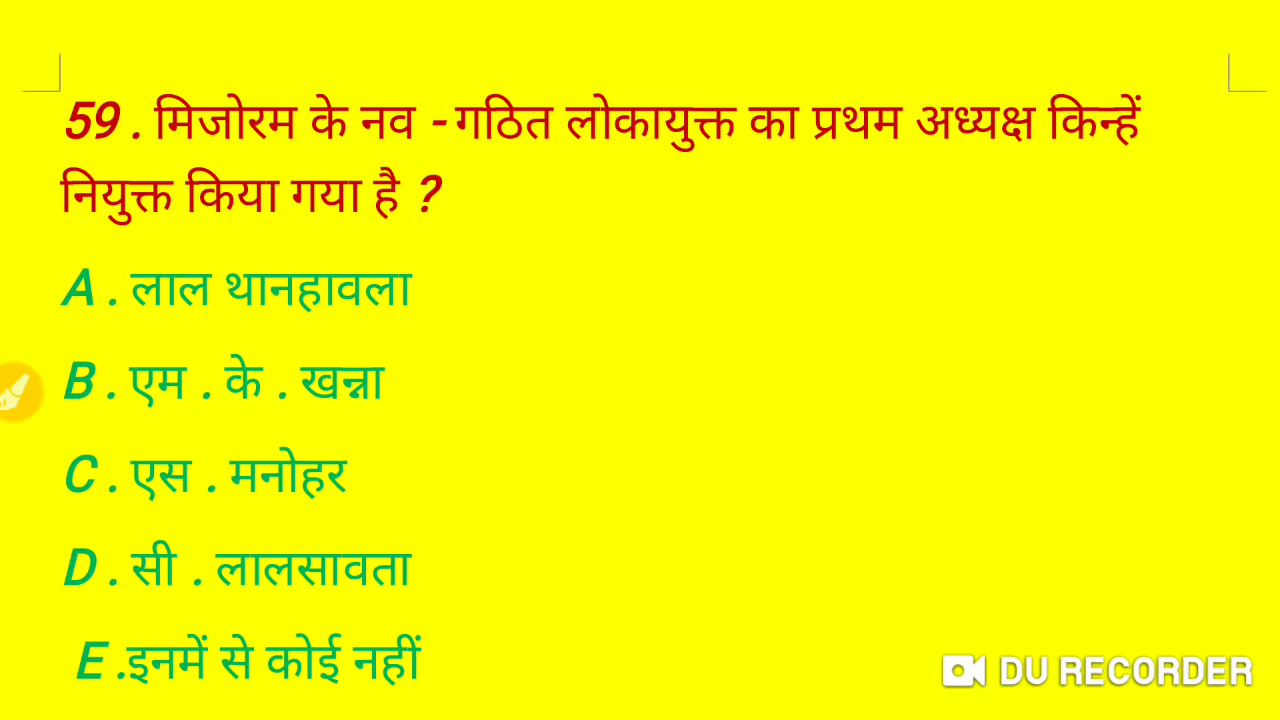 59 . मिजोरम के नव - गठित लोकायुक्त का प्रथम अध्यक्ष किन्हें
नियुक्त किया गया है ?
A . लाल थानहावला
B . एम . के . खन्ना
C . एस . मनोहर
D . सी . लालसावता
E .इनमें से कोई नहीं
DU RECORDER